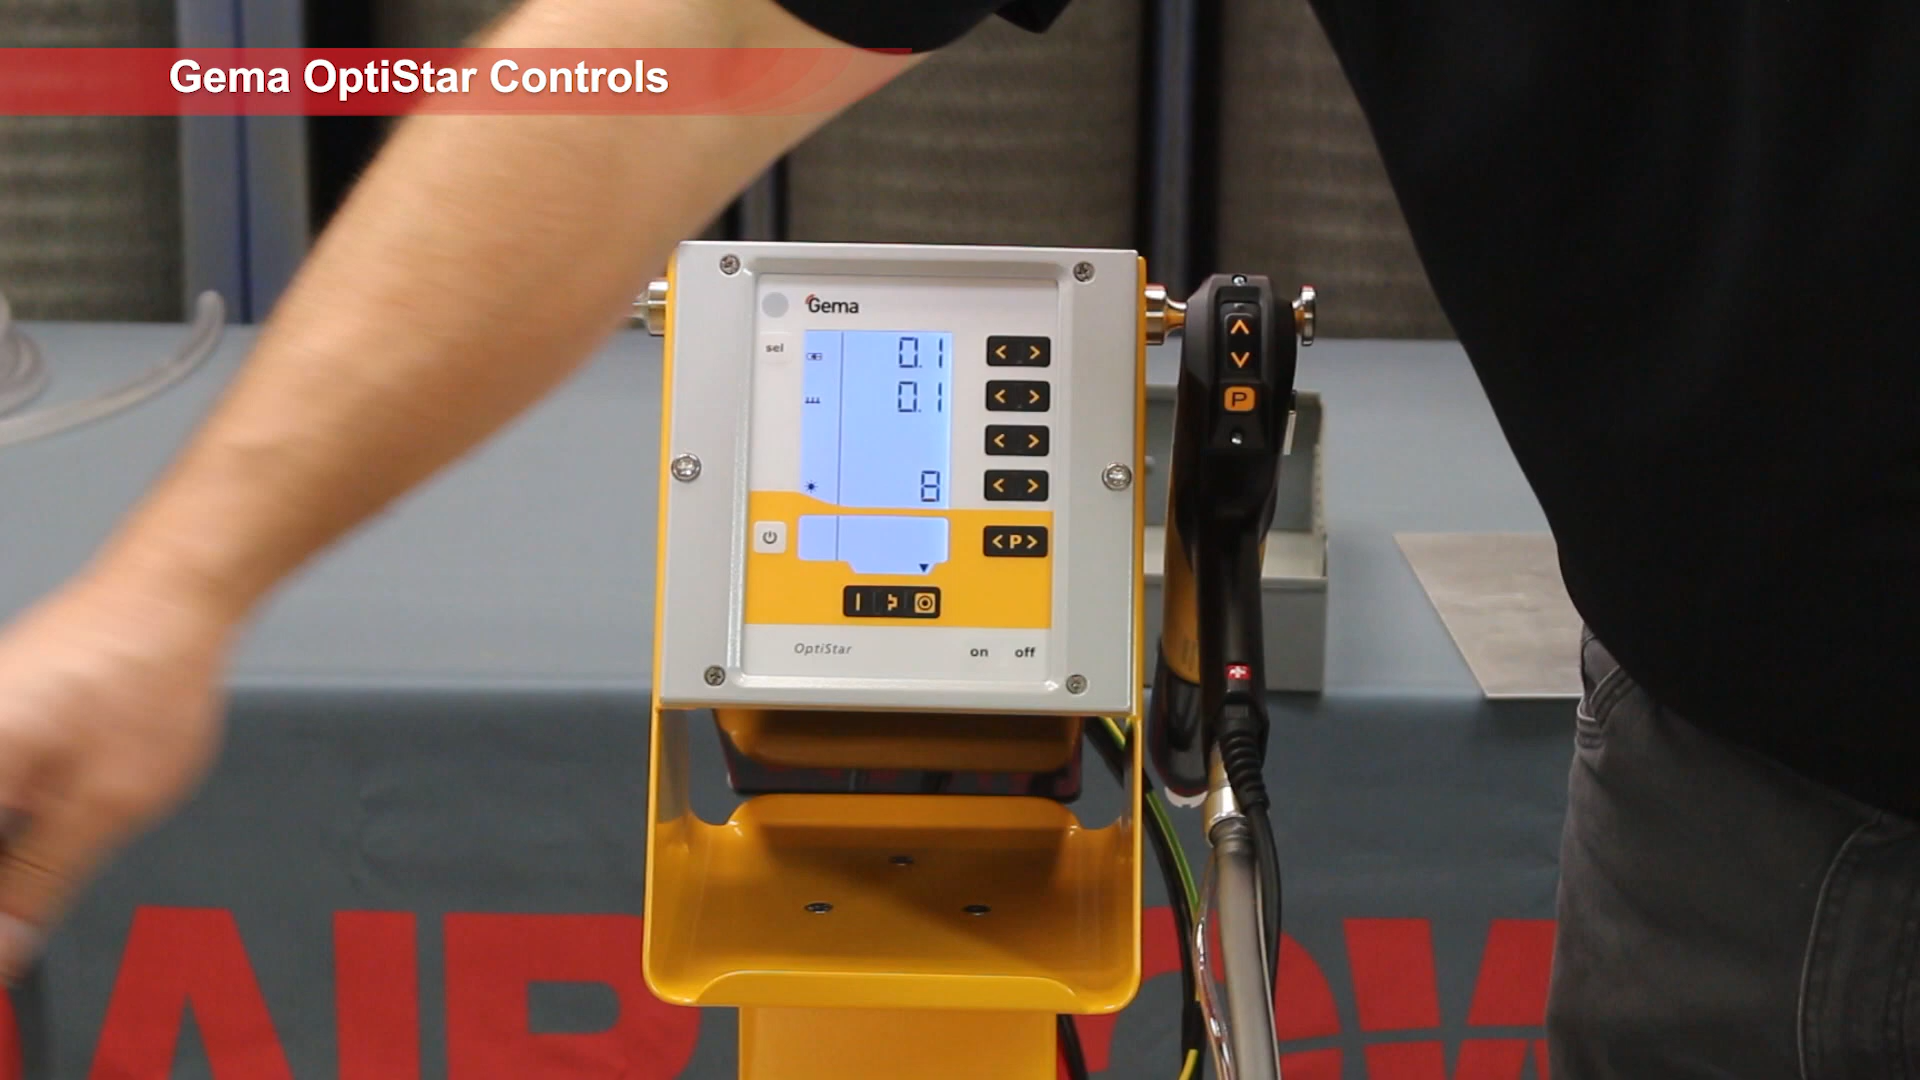 Gema OptiStar Controls
Gema
sel
0.1
0.1
8
P
< >
< >
< >
< >
< P >
OptiStar
on off